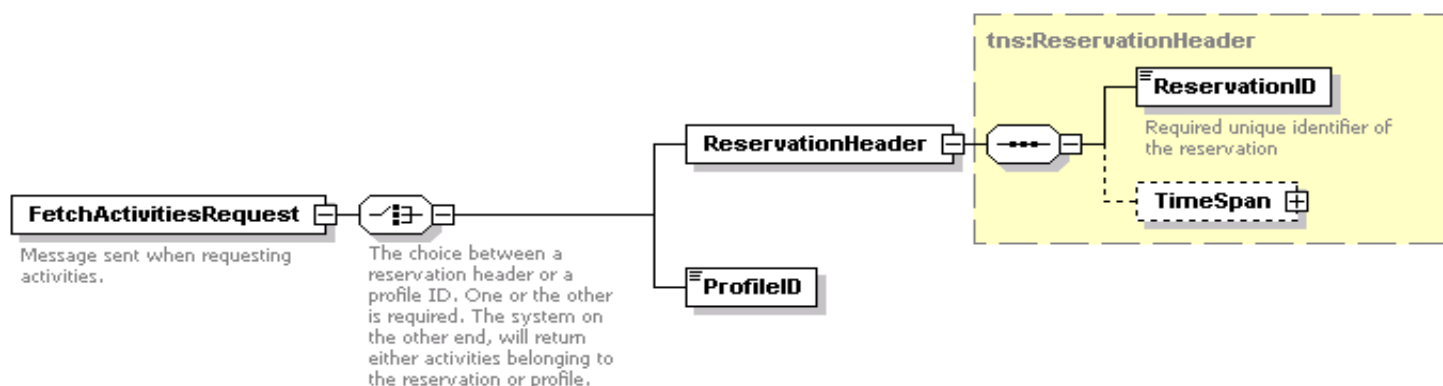 tns:ReservationHeader
ReservationID
Required unique identifier of
the reservation
ReservationHeader
TimeSpan
FetchActivitiesRequest
Message sent when requesting
activities.
The choice between a
reservation header or a
profile ID. One or the other
is required. The system on
the other end, will return
either activities belonging to
the reservation or profile.
ProfileID